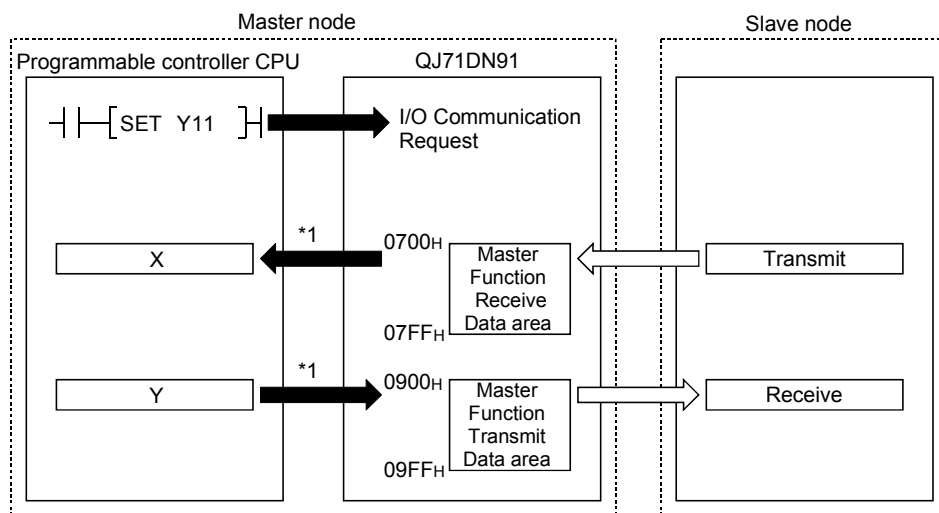 Master node
Slave node
Programmable controller CPU
QJ71DN91
SET Y11
I/O Communication
Request
X
*1
0700H
Master
Function
Receive
Data area
07FFH
Transmit
Y
*1
0900H
Master
Function
Transmit
Data area
09FFH
Receive